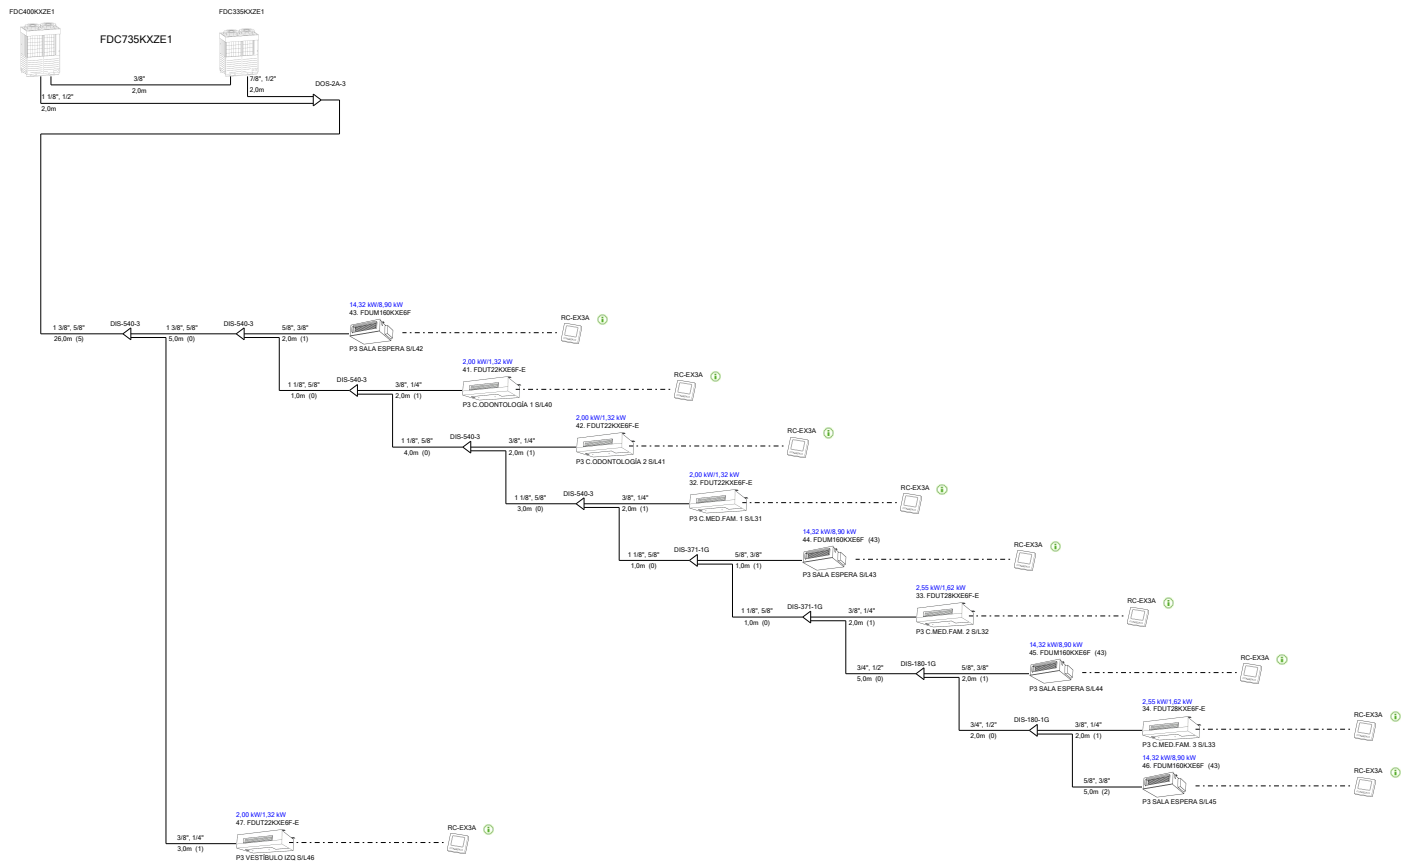 FDC400KXZE1
FDC335KXZE1
FDC735KXZE1
3/8"
2,0m
7/8", 1/2"
2,0m
DOS-2A-3
1 1/8", 1/2"
2,0m
14,32 kW/8,90 kW
43. FDUM160KXE6F
1 3/8", 5/8"
26,0m (5)
DIS-540-3
1 3/8", 5/8"
5,0m (0)
DIS-540-3
5/8", 3/8"
2,0m (1)
RC-EX3A
P3 SALA ESPERA S/L42
2,00 kW/1,32 kW
41. FDUT22KXE6F-E
1 1/8", 5/8"
1,0m (0)
DIS-540-3
3/8", 1/4"
2,0m (1)
RC-EX3A
P3 C.ODONTOLOGÍA 1 S/L40
2,00 kW/1,32 kW
42. FDUT22KXE6F-E
1 1/8", 5/8"
4,0m (0)
DIS-540-3
3/8", 1/4"
2,0m (1)
RC-EX3A
P3 C.ODONTOLOGÍA 2 S/L41
2,00 kW/1,32 kW
32. FDUT22KXE6F-E
1 1/8", 5/8"
3,0m (0)
DIS-540-3
3/8", 1/4"
2,0m (1)
RC-EX3A
P3 C.MED.FAM. 1 S/L31
14,32 kW/8,90 kW
44. FDUM160KXE6F (43)
1 1/8", 5/8"
1,0m (0)
DIS-371-1G
5/8", 3/8"
1,0m (1)
RC-EX3A
P3 SALA ESPERA S/L43
2,55 kW/1,62 kW
33. FDUT28KXE6F-E
1 1/8", 5/8"
1,0m (0)
DIS-371-1G
3/8", 1/4"
2,0m (1)
RC-EX3A
P3 C.MED.FAM. 2 S/L32
14,32 kW/8,90 kW
45. FDUM160KXE6F (43)
3/4", 1/2"
5,0m (0)
DIS-180-1G
5/8", 3/8"
2,0m (1)
RC-EX3A
P3 SALA ESPERA S/L44
2,55 kW/1,62 kW
34. FDUT28KXE6F-E
3/4", 1/2"
2,0m (0)
DIS-180-1G
3/8", 1/4"
2,0m (1)
RC-EX3A
P3 C.MED.FAM. 3 S/L33
14,32 kW/8,90 kW
46. FDUM160KXE6F (43)
5/8", 3/8"
5,0m (2)
RC-EX3A
P3 SALA ESPERA S/L45
2,00 kW/1,32 kW
47. FDUT22KXE6F-E
3/8", 1/4"
3,0m (1)
RC-EX3A
P3 VESTÍBULO IZQ S/L46